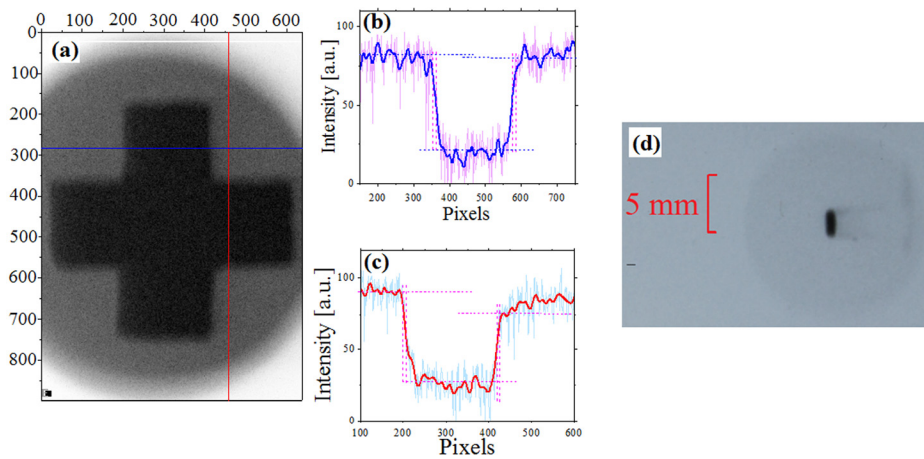 0 100 200 300 400 500 600
0
100
200
300
400
500
600
700
800
(a)
(b)
Intensity [a.u.]
100
50
0
200 300 400 500 600 700
Pixels
(c)
Intensity [a.u.]
100
50
0
100 200 300 400 500 600
Pixels
(d)
5 mm